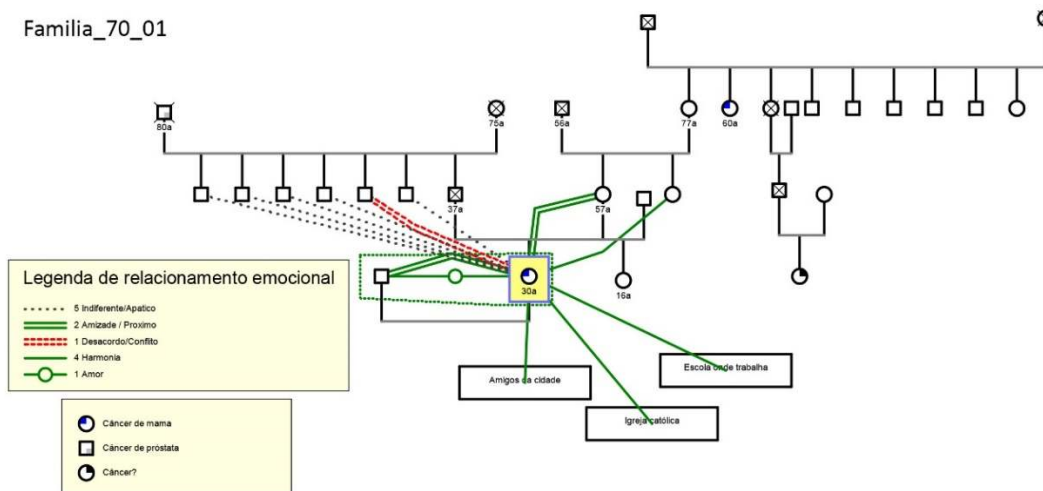 Familia_70_01
80a
75a
56a
77a
60a
37a
57a
30a
16a
Legenda de relacionamento emocional
5 Indiferente/Apatico
2 Amizade / Proximo
1 Desacordo/Conflito
4 Harmonia
1 Amor
Amigos da cidade
Escola onde trabalha
Igreja católica
Câncer de mama
Câncer de próstata
Câncer?